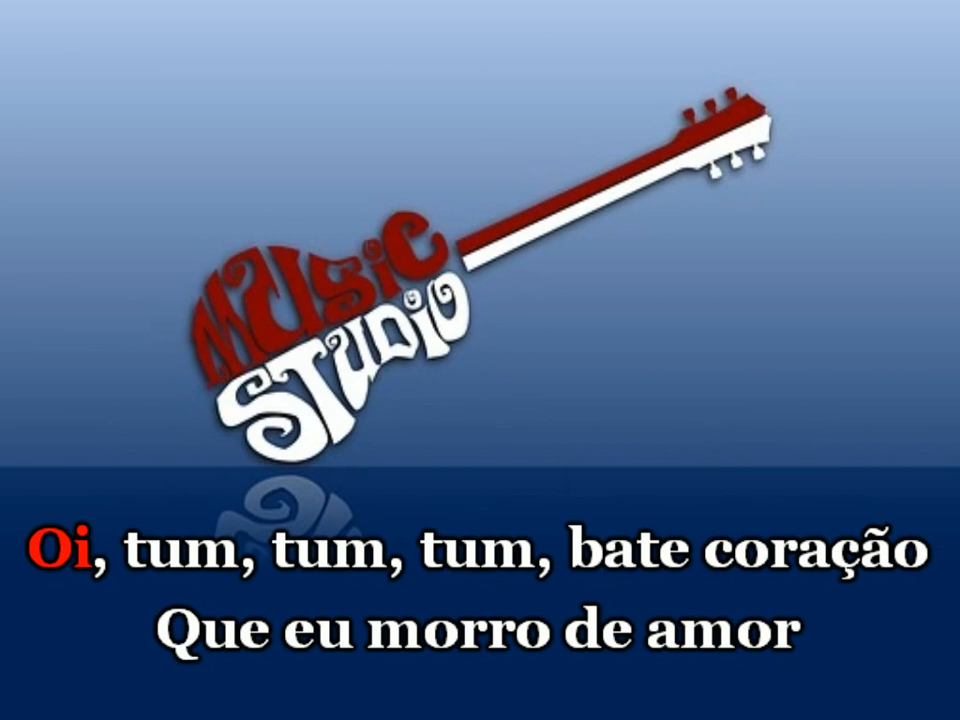 Music
Studio
Oi, tum, tum, tum, bate coração
Que eu morro de amor